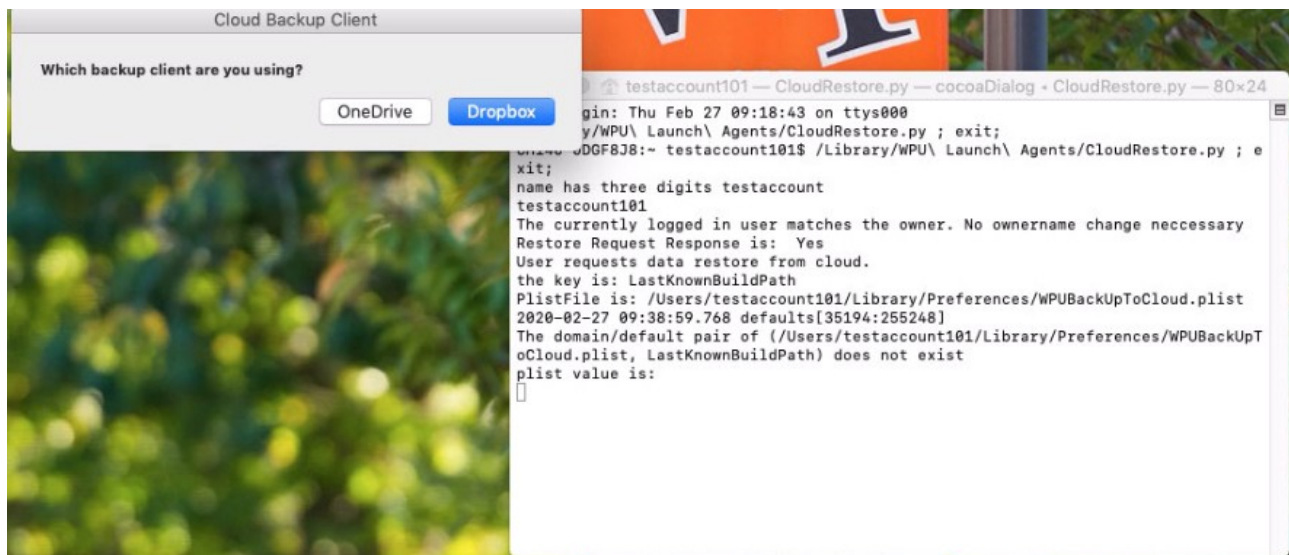 Cloud Backup Client
Which backup client are you using?
OneDrive
Dropbox
testaccount101 — CloudRestore.py — cocoaDialog ◂ CloudRestore.py — 80×24
gin: Thu Feb 27 09:18:43 on ttys000
y/WPU\ Launch\ Agents/CloudRestore.py ; exit;
:~ testaccount101$ /Library/WPU\ Launch\ Agents/CloudRestore.py ; e
xit;
name has three digits testaccount
testaccount101
The currently logged in user matches the owner. No ownername change neccessary
Restore Request Response is:  Yes
User requests data restore from cloud.
the key is: LastKnownBuildPath
PlistFile is: /Users/testaccount101/Library/Preferences/WPUBackUpToCloud.plist
2020-02-27 09:38:59.768 defaults[35194:255248]
The domain/default pair of (/Users/testaccount101/Library/Preferences/WPUBackUpT
oCloud.plist, LastKnownBuildPath) does not exist
plist value is: